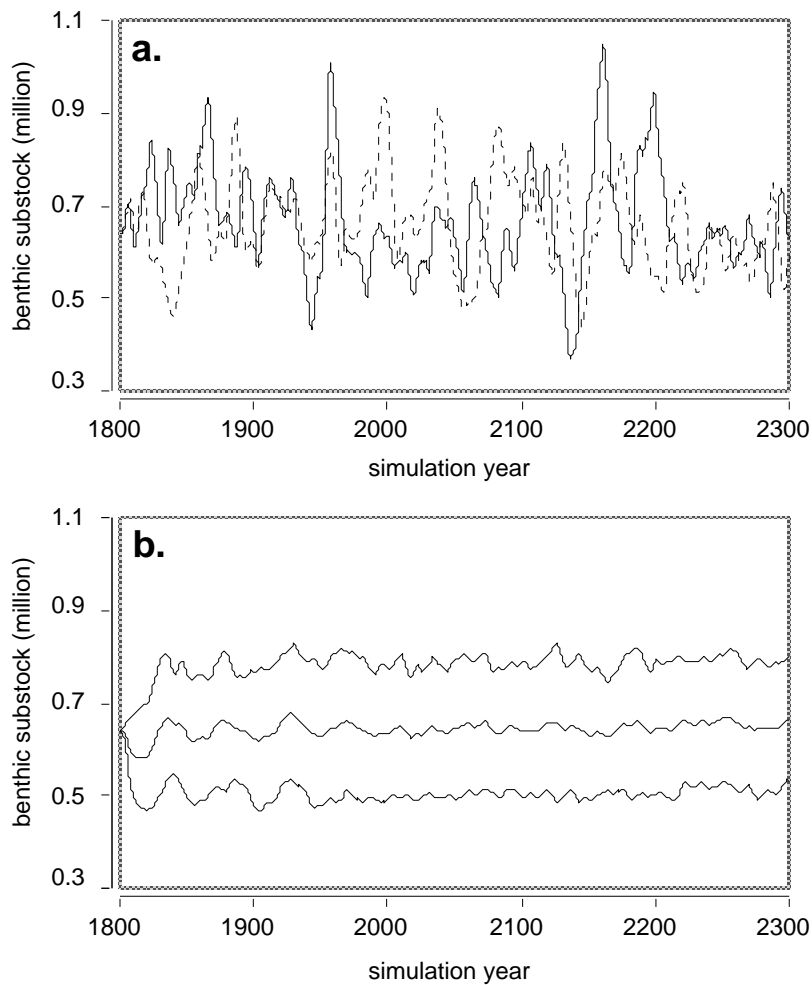 a.
benthic substock (million)
1.1
0.9
0.7
0.5
0.3
1800 1900 2000 2100 2200 2300
simulation year
b.
benthic substock (million)
1.1
0.9
0.7
0.5
0.3
1800 1900 2000 2100 2200 2300
simulation year